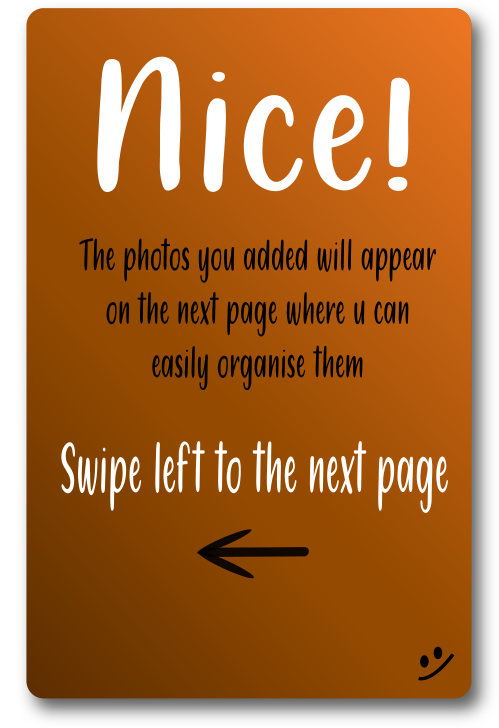 Nice!
The photos you added will appear
on the next page where u can
easily organise them
Swipe left to the next page